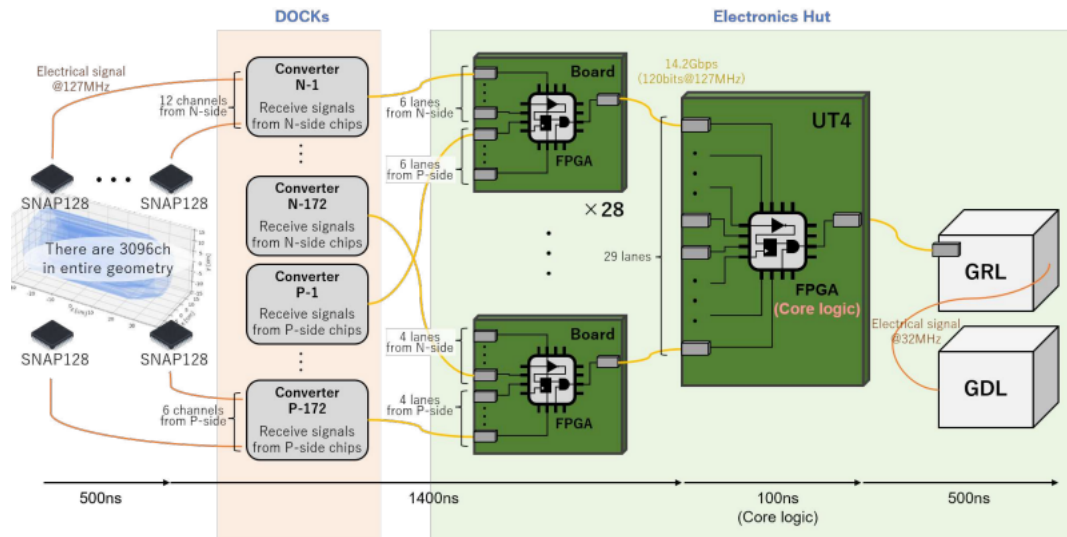 DOCKs
Electronics Hut
Electrical signal
@127MHz
12 channels
from N-side
Converter
N-1
Receive signals
from N-side chips
6 lanes
from N-side
6 lanes
from P-side
Board
FPGA
×28
14.2Gbps
(120bits@127MHz)
UT4
SNAP128
SNAP128
There are 3096ch
in entire geometry
Converter
N-172
Receive signals
from N-side chips
Converter
P-1
Receive signals
from P-side chips
29 lanes
FPGA
(Core logic)
GRL
Electrical signal
@32MHz
GDL
SNAP128
SNAP128
6 channels
from P-side
Converter
P-172
Receive signals
from P-side chips
4 lanes
from N-side
4 lanes
from P-side
Board
FPGA
500ns
1400ns
100ns
(Core logic)
500ns